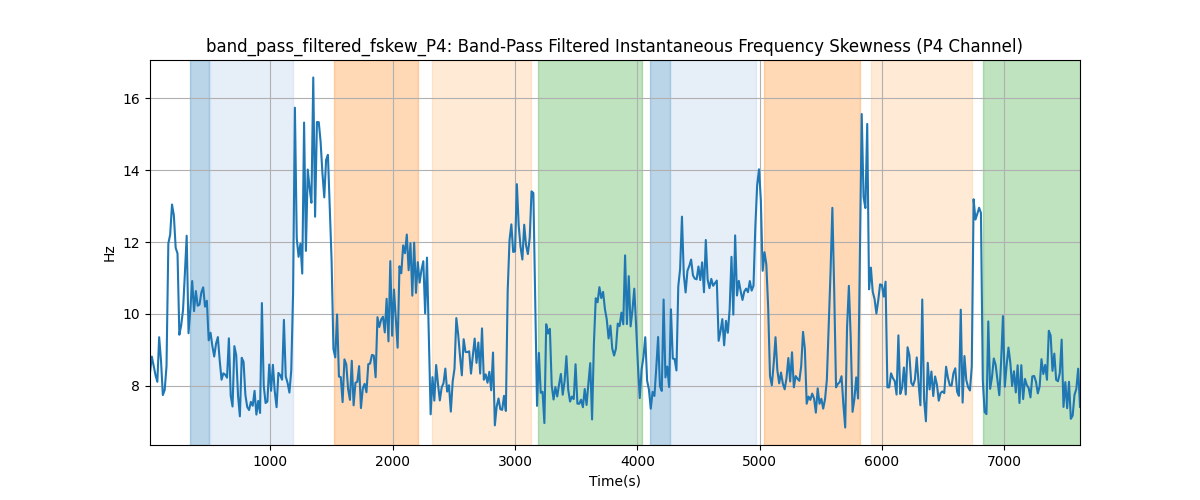 band_pass_filtered_fskew_P4: Band-Pass Filtered Instantaneous Frequency Skewness (P4 Channel)
16
14
12
10
8
Hz
1000 2000 3000 4000 5000 6000 7000
Time(s)